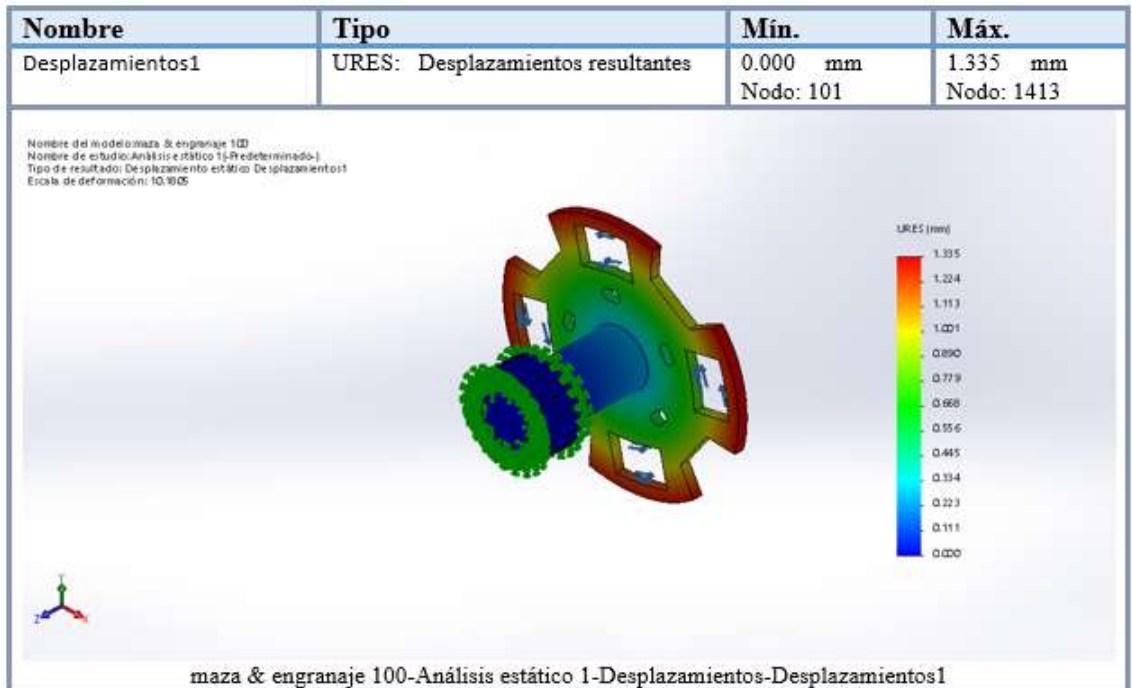 Nombre Tipo Mín. Máx.
Desplazamientos1 URES: Desplazamientos resultantes 0.000 mm 1.335 mm
Nodo: 101 Nodo: 1413
Nombre del modelo:maza & engranaje 100
Nombre de estudio:Análisis estático 1(-Predeterminado-)
Tipo de resultado: Desplazamiento estático Desplazamientos1
Escala de deformación: 10.1805
URES (mm)
1.335
1.224
1.113
1.001
0.890
0.779
0.668
0.556
0.445
0.334
0.223
0.111
0.000
Y
Z
X
maza & engranaje 100-Análisis estático 1-Desplazamientos-Desplazamientos1